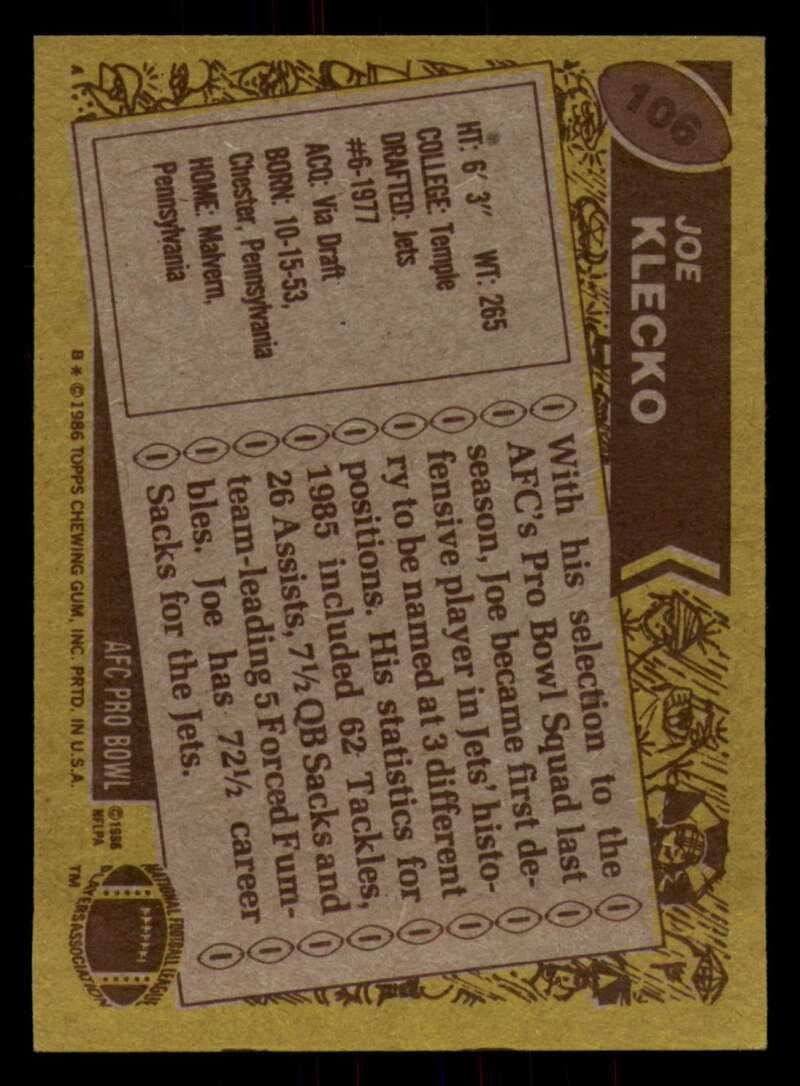 106
JOE
KLECKO
HT: 6' 3" WT: 265
COLLEGE: Temple
DRAFTED: Jets
#6-1977
ACQ: Via Draft
BORN: 10-15-53,
Chester, Pennsylvania
HOME: Malvern,
Pennsylvania
With his selection to the
AFC's Pro Bowl Squad last
season, Joe became first de-
fensive player in Jets' histo-
ry to be named at 3 different
positions. His statistics for
1985 included 62 Tackles,
26 Assists, 7½ QB Sacks and
team-leading 5 Forced Fum-
bles. Joe has 72½ career
Sacks for the Jets.
AFC PRO BOWL
A
B * © 1986 TOPPS CHEWING GUM, INC. PRTD. IN U.S.A.
© 1986
NFLPA
NATIONAL FOOTBALL LEAGUE
PLAYERS ASSOCIATION
TM